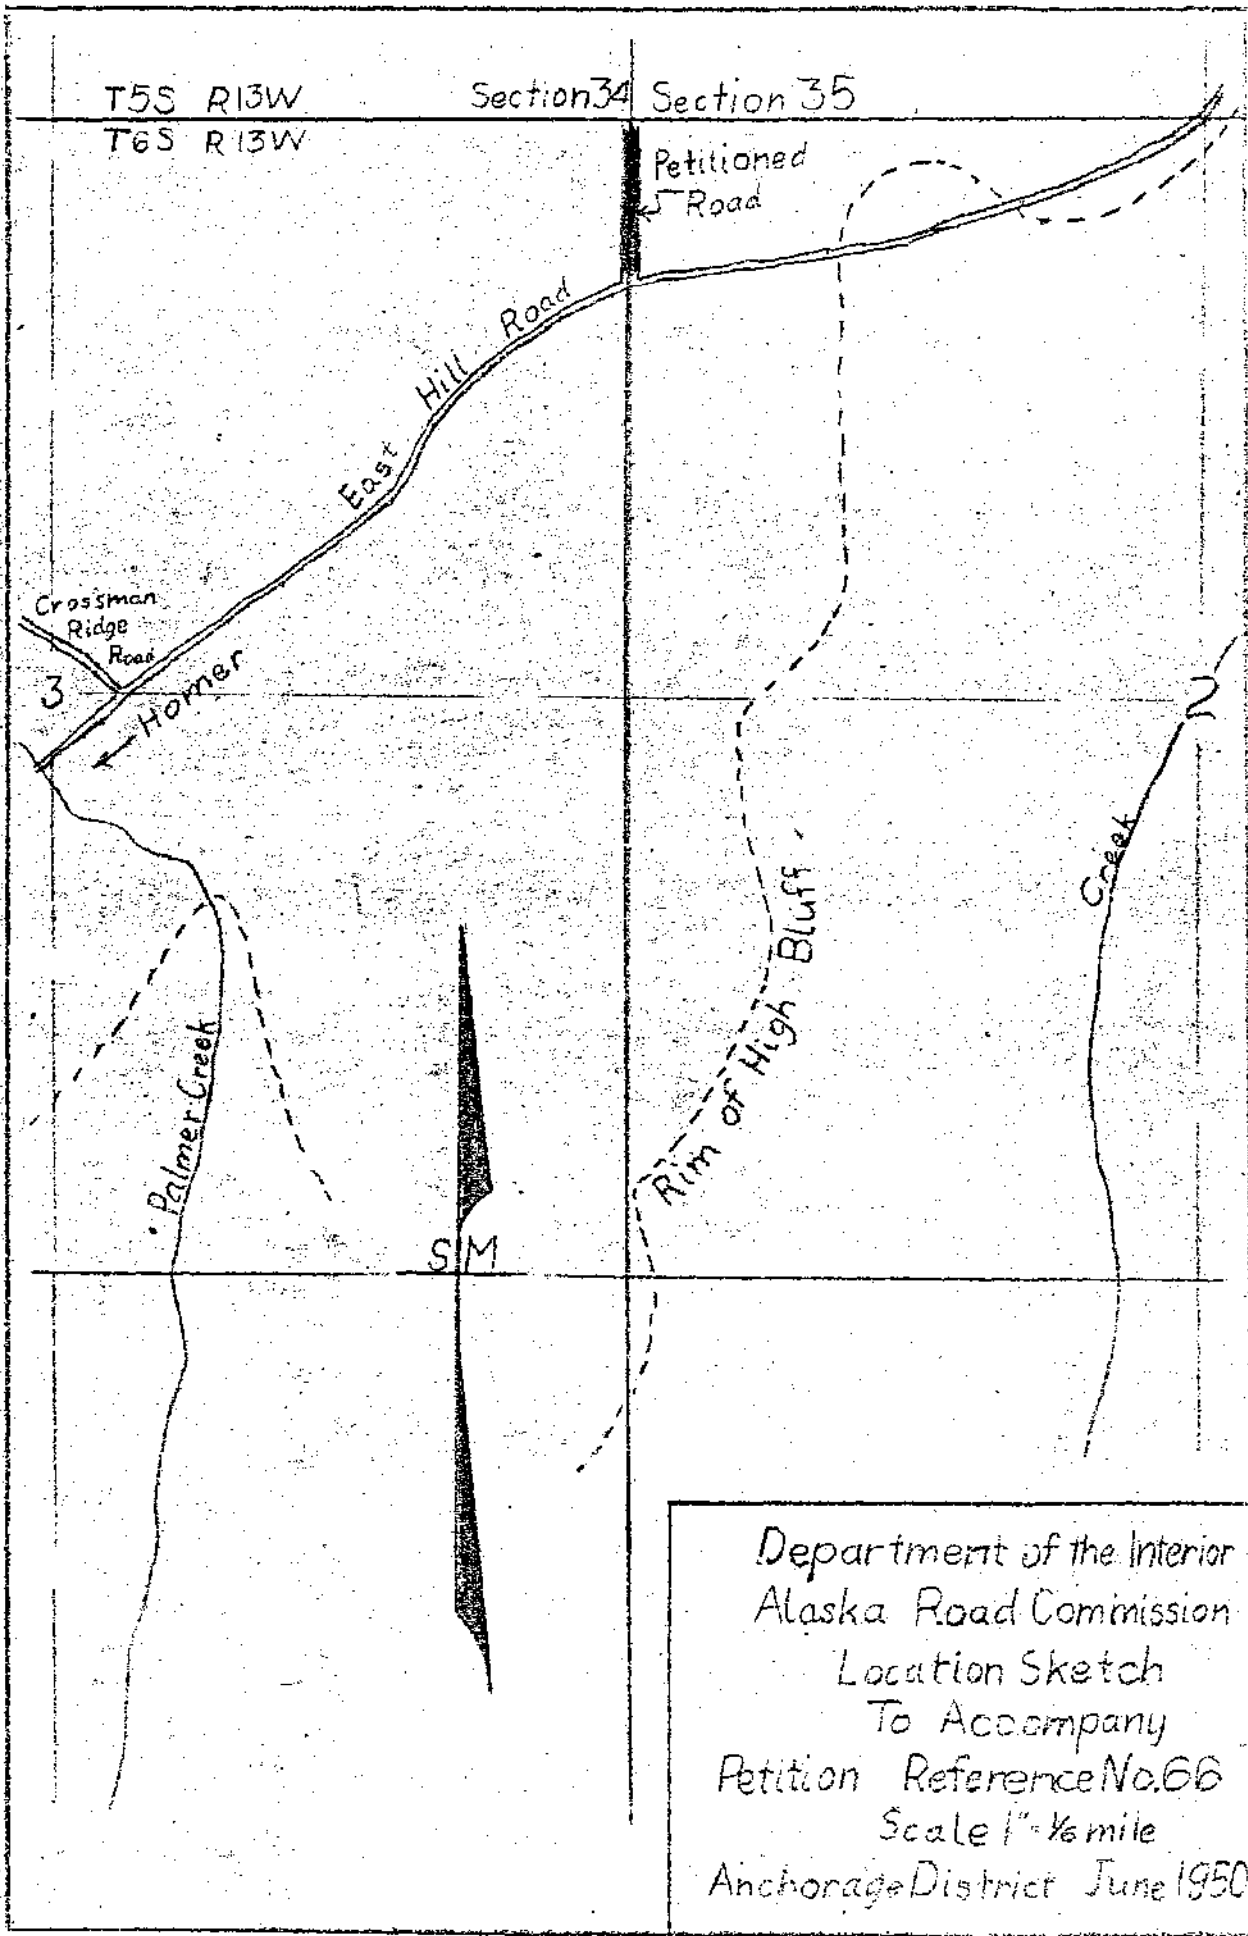 T5S R13W
Section 34
Section 35
T6S R13W
Petitioned
Road
East Hill Road
Crossman
Ridge
Road
3
Homer
2
Creek
Rim of High Bluff
Palmer Creek
SM
Department of the Interior
Alaska Road Commission
Location Sketch
To Accompany
Petition Reference No. 66
Scale 1"=⅙ mile
Anchorage District June 1950